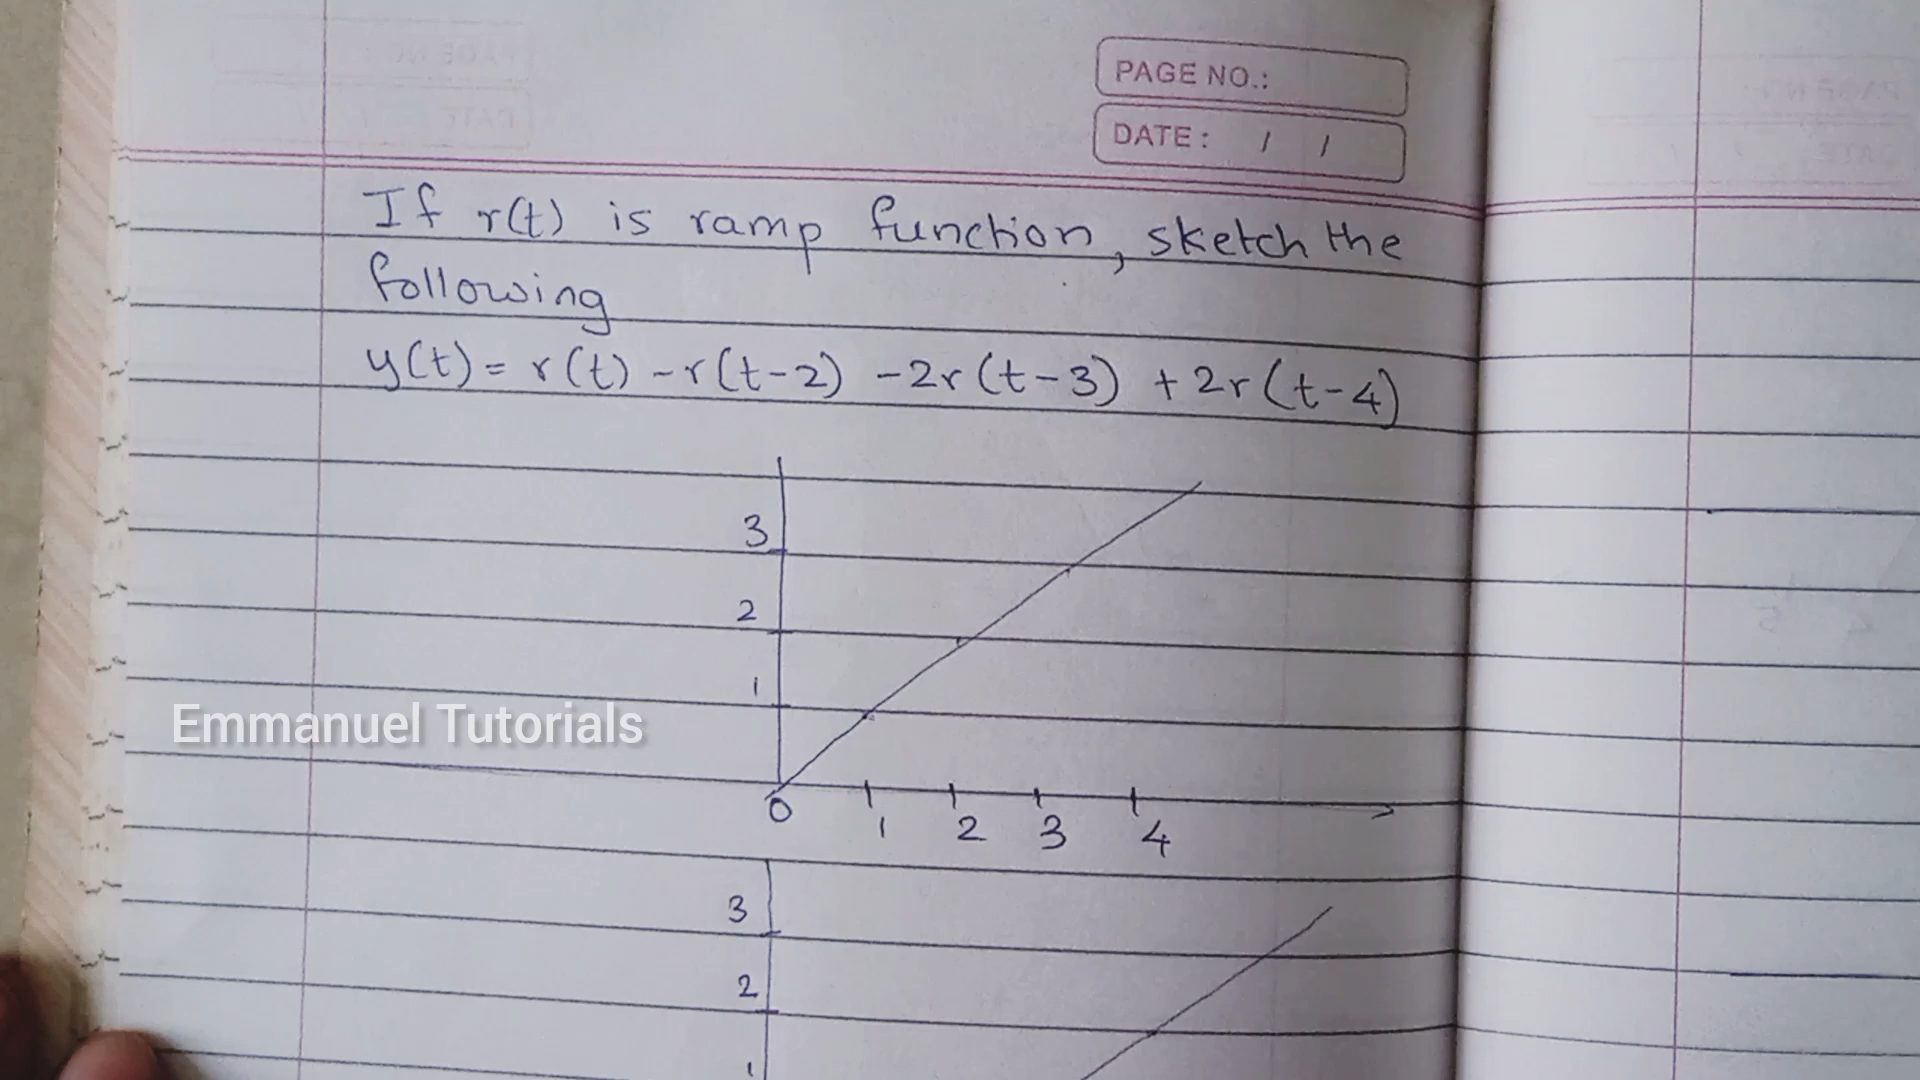 PAGE NO.:
DATE : / /
If r(t) is ramp function, sketch the
following
y(t) = r(t) - r(t-2) - 2r(t-3) + 2r(t-4)
3
2
1
Emmanuel Tutorials
0 1 2 3 4
3
2
1